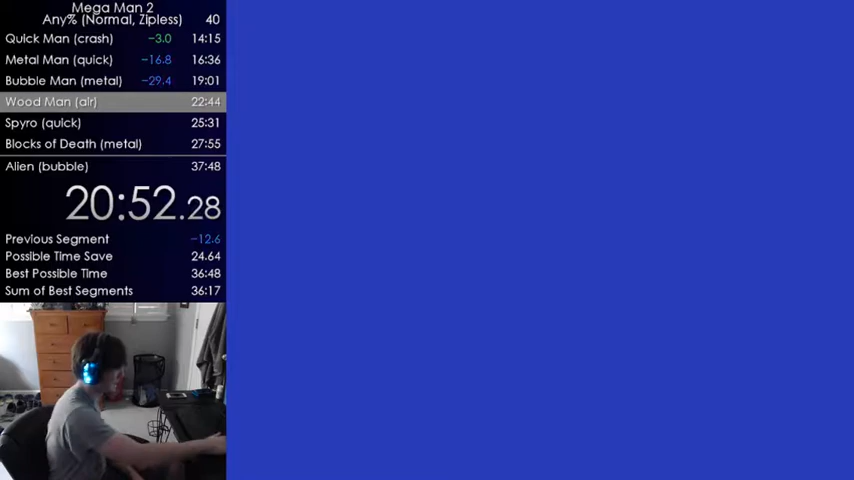 Mega Man 2
Any% (Normal, Zipless) 40
Quick Man (crash) −3.0 14:15
Metal Man (quick) −16.8 16:36
Bubble Man (metal) −29.4 19:01
Wood Man (air) 22:44
Spyro (quick) 25:31
Blocks of Death (metal) 27:55
Alien (bubble) 37:48
20:52.28
Previous Segment −12.6
Possible Time Save 24.64
Best Possible Time 36:48
Sum of Best Segments 36:17